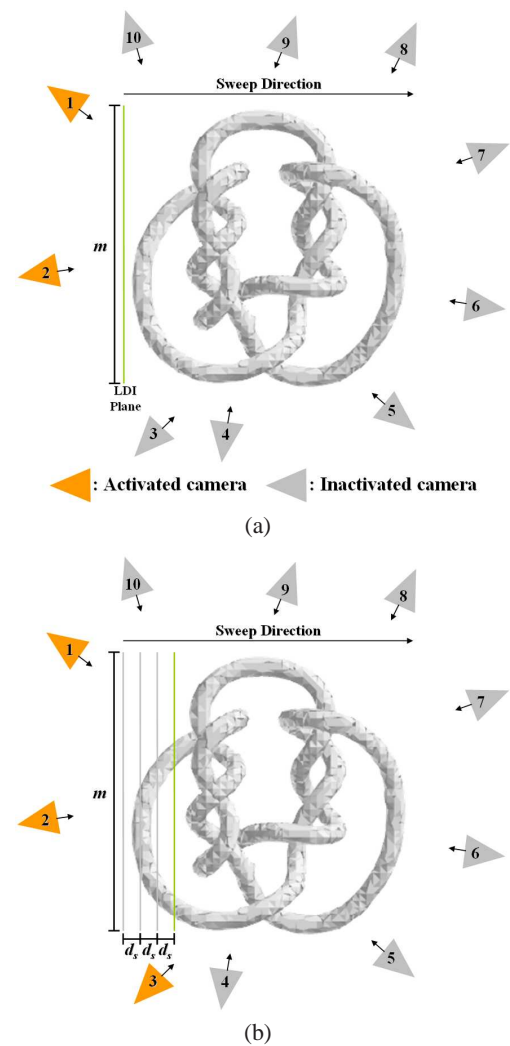 10
9
8
Sweep Direction
1
7
m
2
6
LDI
Plane
3
4
5
: Activated camera : Inactivated camera
(a)
10
9
8
Sweep Direction
1
7
m
2
6
ds ds ds
3
4
5
(b)